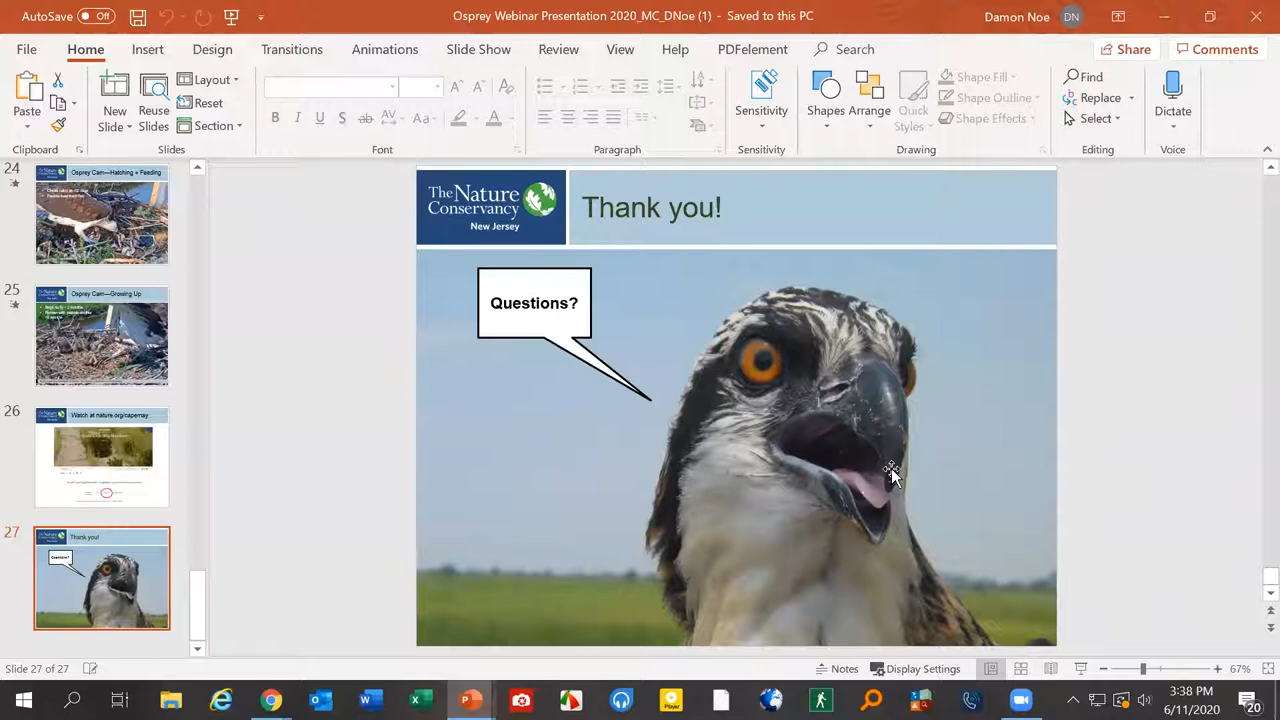 AutoSave Off
Osprey Webinar Presentation 2020_MC_DNoe (1) - Saved to this PC
Damon Noe DN
File Home Insert Design Transitions Animations Slide Show Review View Help PDFelement Search Share Comments
Paste
New Slide
Reuse Slides
Layout
Reset
Section
Sensitivity
Shapes
Arrange
Quick Styles
Shape Fill
Shape Outline
Shape Effects
Find
Replace
Select
Dictate
Clipboard Slides Font Paragraph Sensitivity Drawing Editing Voice
24
Osprey Cam—Hatching + Feeding
25
Osprey Cam—Growing Up
26
Watch at nature.org/capemay
27
Thank you!
Questions?
The Nature
Conservancy
New Jersey
Thank you!
Questions?
Slide 27 of 27
Notes Display Settings 67%
3:38 PM
6/11/2020
20